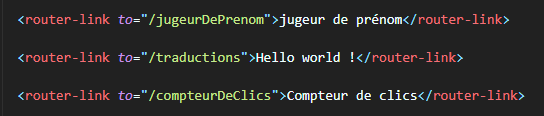 <router-link to="/jugeurDePrenom">jugeur de prénom</router-link>
<router-link to="/traductions">Hello world !</router-link>
<router-link to="/compteurDeClics">Compteur de clics</router-link>